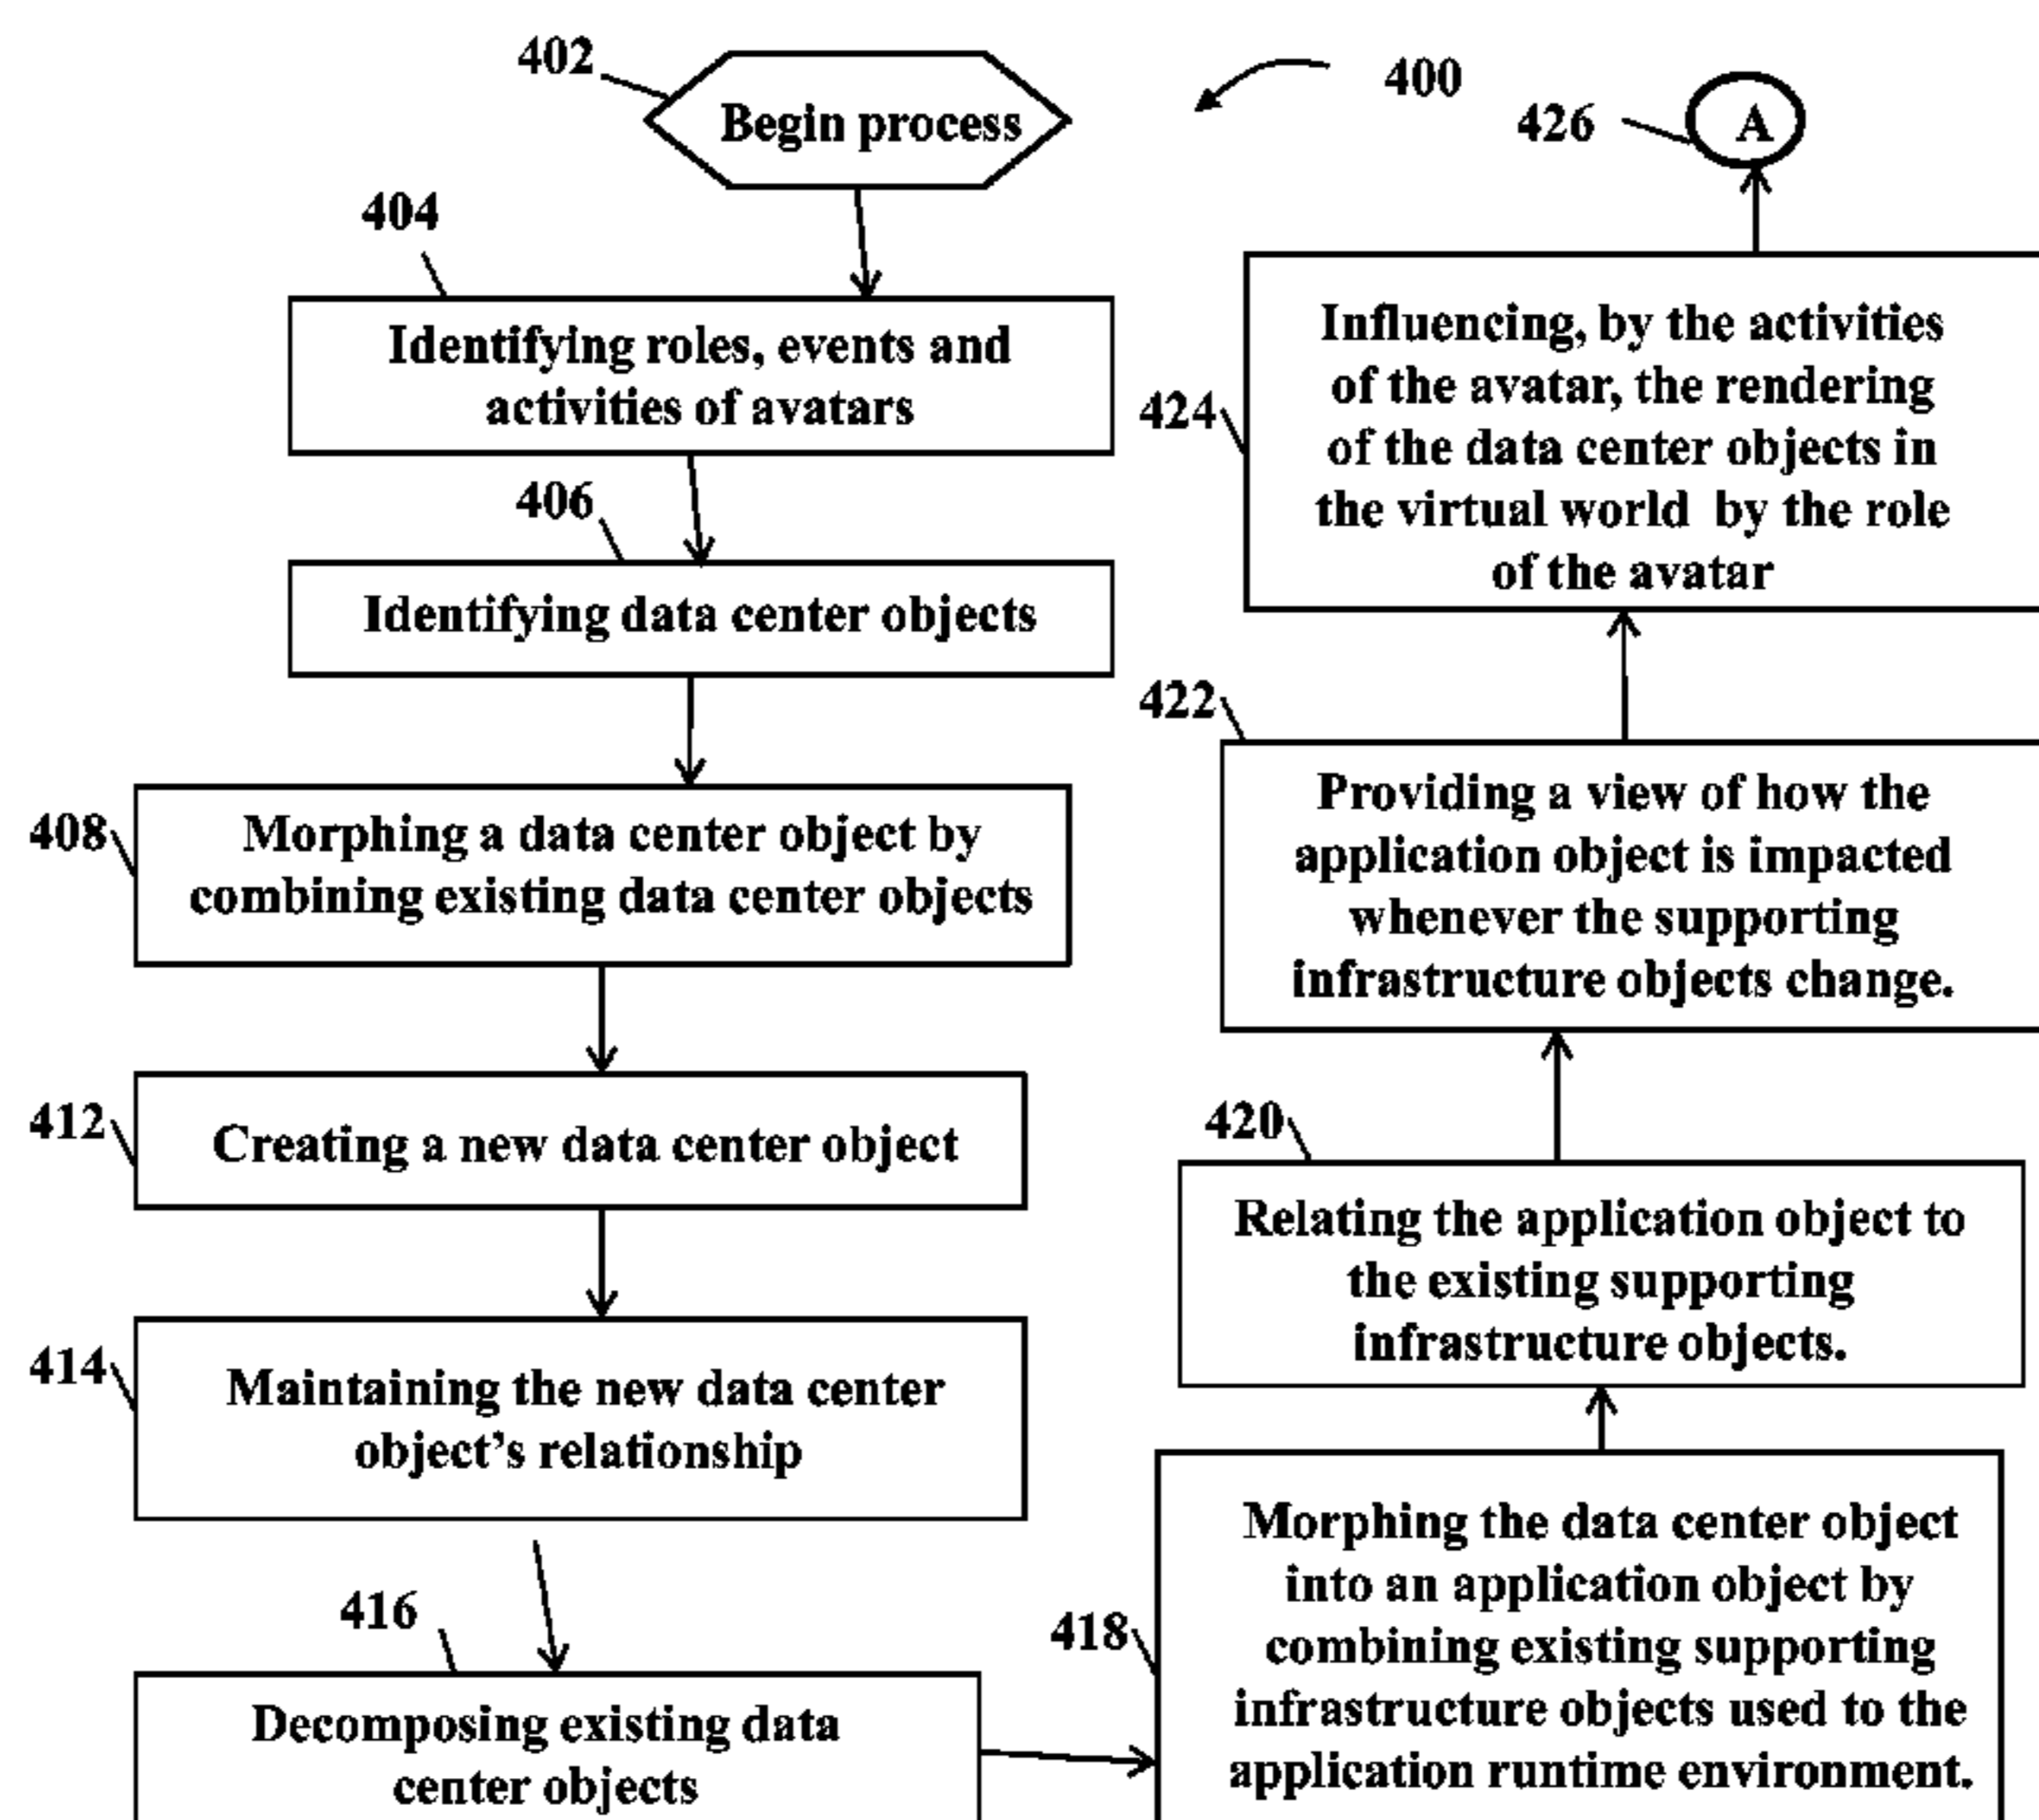 402
Begin process
400
404
Identifying roles, events and
activities of avatars
406
Identifying data center objects
408
Morphing a data center object by
combining existing data center objects
412
Creating a new data center object
414
Maintaining the new data center
object's relationship
416
Decomposing existing data
center objects
418
Morphing the data center object
into an application object by
combining existing supporting
infrastructure objects used to the
application runtime environment.
420
Relating the application object to
the existing supporting
infrastructure objects.
422
Providing a view of how the
application object is impacted
whenever the supporting
infrastructure objects change.
424
Influencing, by the activities
of the avatar, the rendering
of the data center objects in
the virtual world by the role
of the avatar
426
A